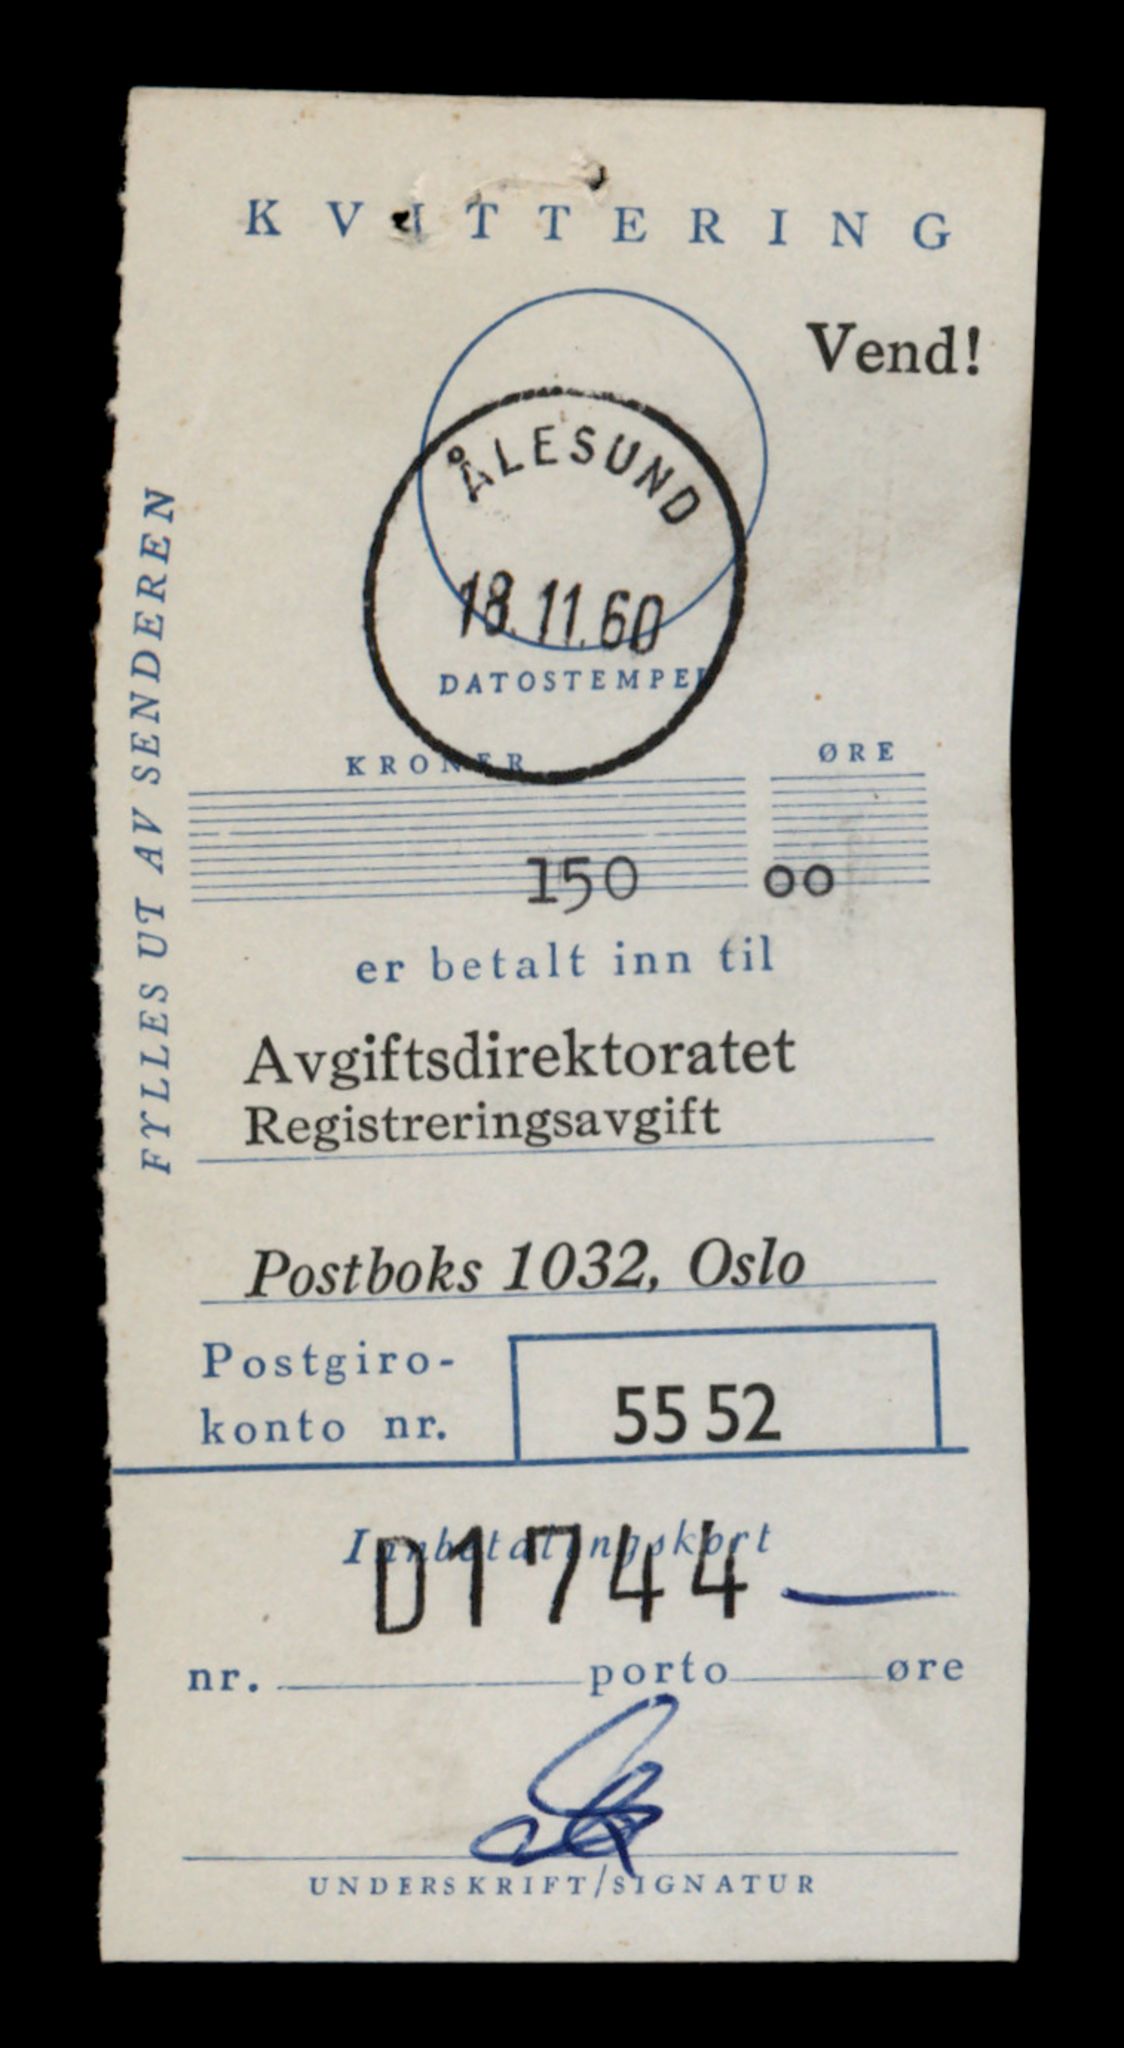 KVITTERING
Vend!
ÅLESUND
18.11.60
DATOSTEMPEL
FYLLES UT AV SENDEREN
KRONER ØRE
150 00
er betalt inn til
Avgiftsdirektoratet
Registreringsavgift
Postboks 1032, Oslo
Postgiro-
konto nr. 55 52
Innbetalingskort
D1744 —
nr. porto øre
UNDERSKRIFT/SIGNATUR